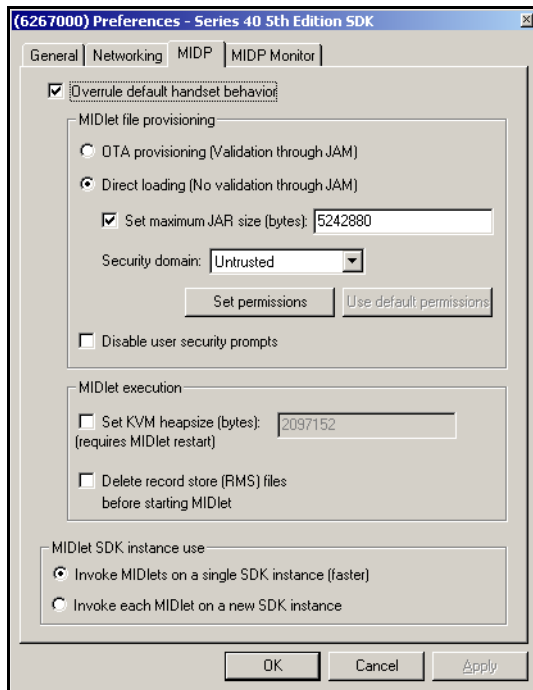 (6267000) Preferences - Series 40 5th Edition SDK
General Networking MIDP MIDP Monitor
Overrule default handset behavior
MIDlet file provisioning
OTA provisioning (Validation through JAM)
Direct loading (No validation through JAM)
Set maximum JAR size (bytes): 5242880
Security domain: Untrusted
Set permissions Use default permissions
Disable user security prompts
MIDlet execution
Set KVM heapsize (bytes): 2097152
(requires MIDlet restart)
Delete record store (RMS) files
before starting MIDlet
MIDlet SDK instance use
Invoke MIDlets on a single SDK instance (faster)
Invoke each MIDlet on a new SDK instance
OK Cancel Apply